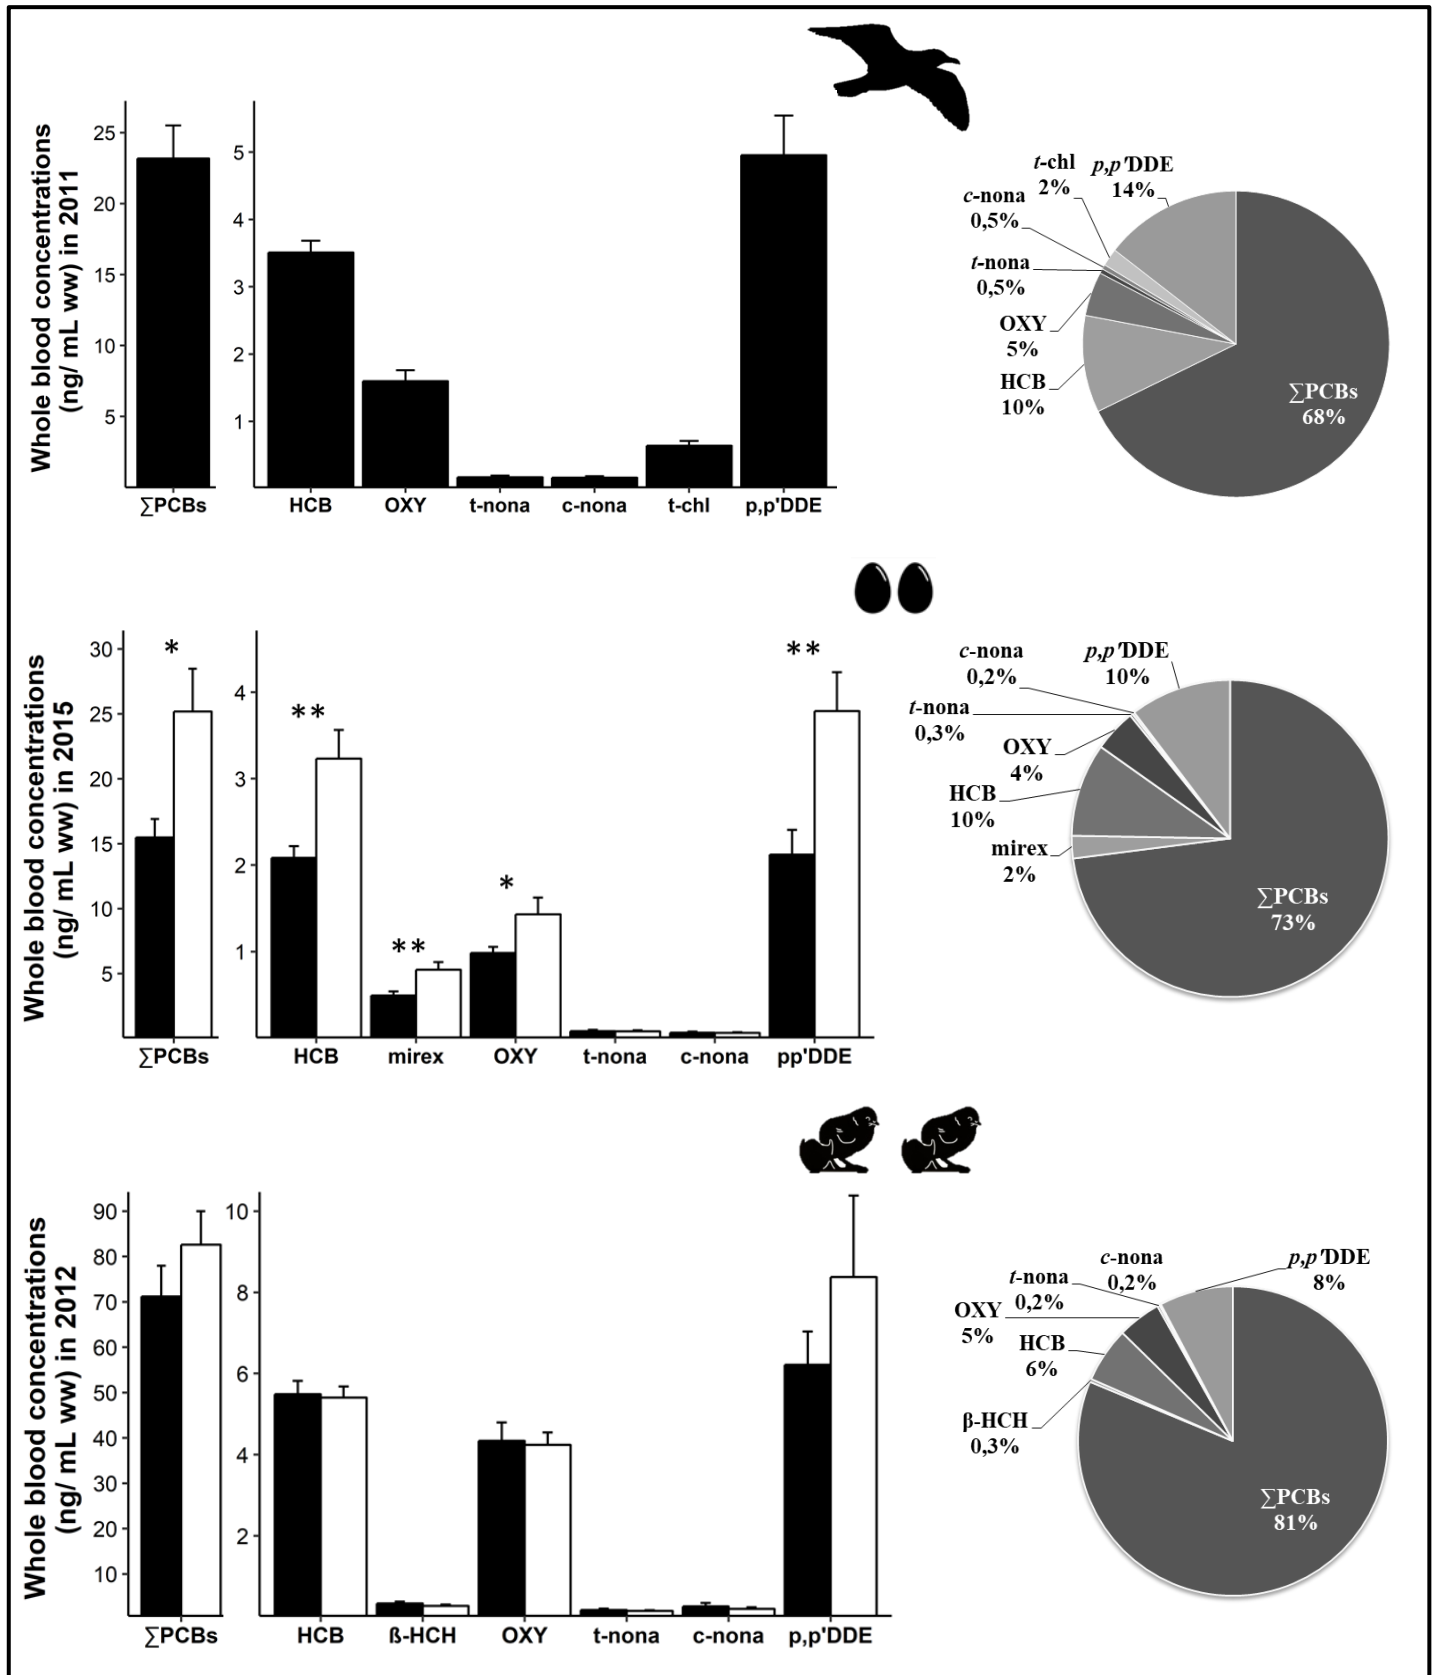 Whole blood concentrations
(ng/ mL ww) in 2011
25
20
15
10
5
5
4
3
2
1
∑PCBs
HCB
OXY
t-nona
c-nona
t-chl
p,p'DDE
t-chl
2%
p,p'DDE
14%
c-nona
0,5%
t-nona
0,5%
OXY
5%
HCB
10%
∑PCBs
68%
Whole blood concentrations
(ng/ mL ww) in 2015
30
25
20
15
10
5
*
4
3
2
1
**
**
*
**
∑PCBs
HCB
mirex
OXY
t-nona
c-nona
pp'DDE
c-nona
0,2%
p,p'DDE
10%
t-nona
0,3%
OXY
4%
HCB
10%
mirex
2%
∑PCBs
73%
Whole blood concentrations
(ng/ mL ww) in 2012
90
80
70
60
50
40
30
20
10
10
8
6
4
2
∑PCBs
HCB
ß-HCH
OXY
t-nona
c-nona
p,p'DDE
c-nona
0,2%
p,p'DDE
8%
t-nona
0,2%
OXY
5%
HCB
6%
β-HCH
0,3%
∑PCBs
81%